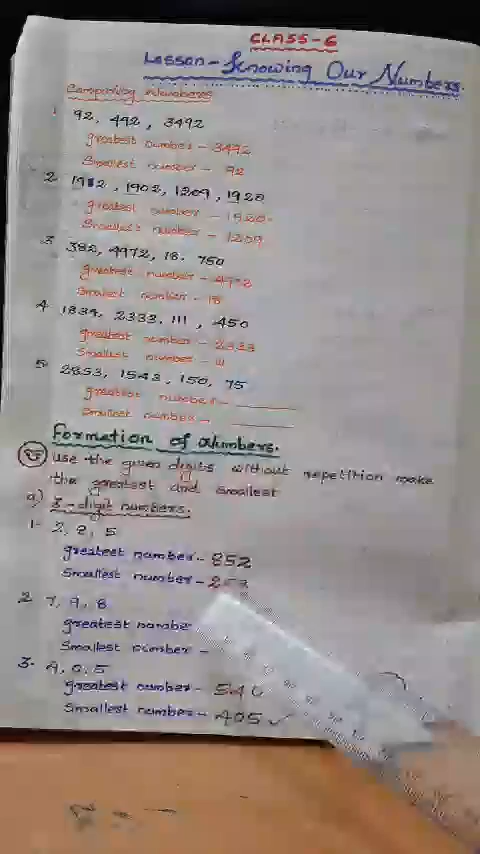 CLASS-6
Lesson - Knowing Our Numbers.
Comparing Numbers
1. 92, 492, 3492
greatest number - 3492
Smallest number - 92
2. 1902, 1209, 1920
greatest number - 1920
Smallest number - 1209
3. 382, 4972, 18, 750
greatest number - 4972
Smallest number - 18
4. 1834, 2333, 111, 450
greatest number - 2333
Smallest number - 111
5. 2853, 1543, 150, 75
greatest number -
Smallest number -
Formation of Numbers.
Use the given digits without repetition make
the greatest and smallest
a) 3-digit numbers.
1. 2, 8, 5
greatest number - 852
Smallest number -
2. 7, 9, 8
greatest number
Smallest number -
3. 4, 0, 5
greatest number - 540
Smallest number - 405 ✓